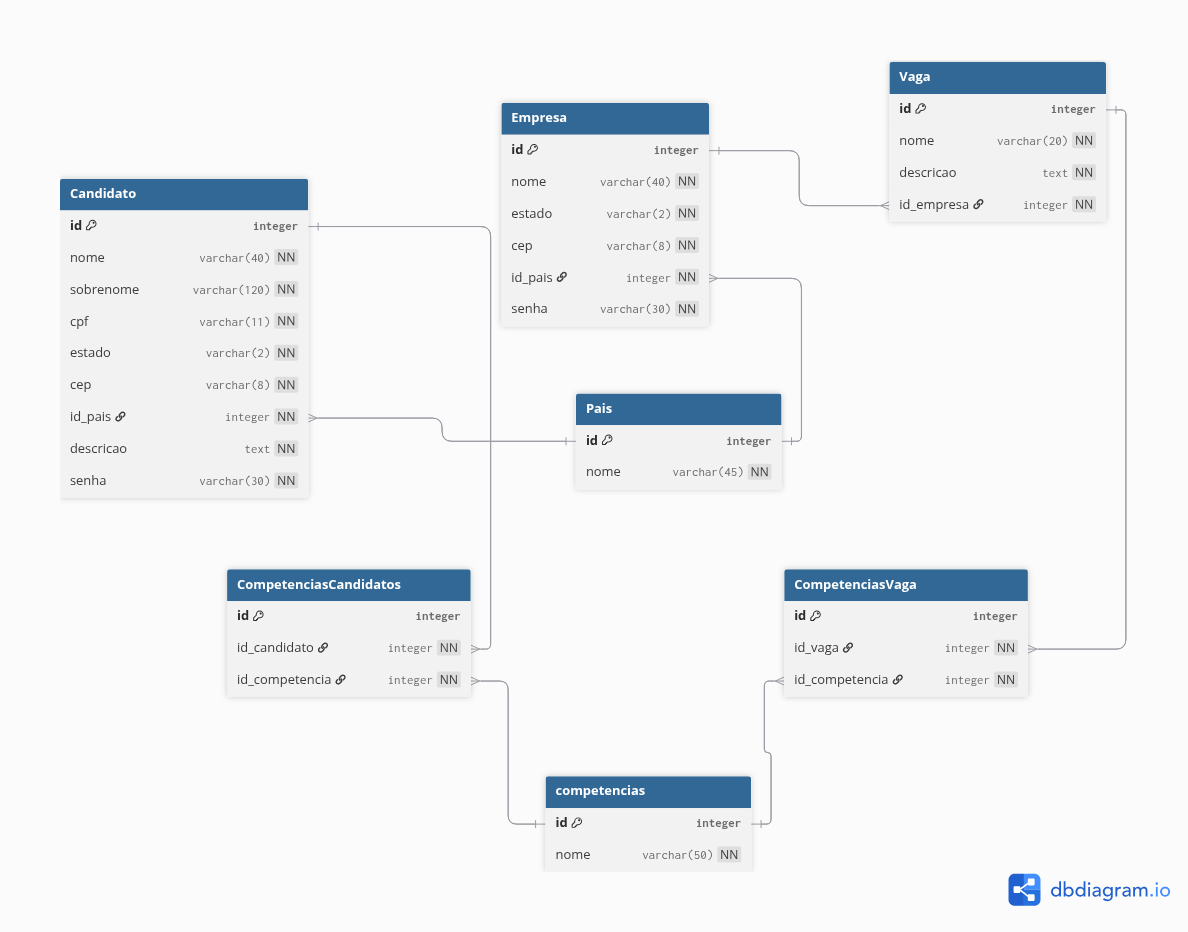 Vaga
id integer
nome varchar(20) NN
descricao text NN
id_empresa integer NN
Empresa
id integer
nome varchar(40) NN
estado varchar(2) NN
cep varchar(8) NN
id_pais integer NN
senha varchar(30) NN
Candidato
id integer
nome varchar(40) NN
sobrenome varchar(120) NN
cpf varchar(11) NN
estado varchar(2) NN
cep varchar(8) NN
id_pais integer NN
descricao text NN
senha varchar(30) NN
Pais
id integer
nome varchar(45) NN
CompetenciasCandidatos
id integer
id_candidato integer NN
id_competencia integer NN
CompetenciasVaga
id integer
id_vaga integer NN
id_competencia integer NN
competencias
id integer
nome varchar(50) NN
dbdiagram.io